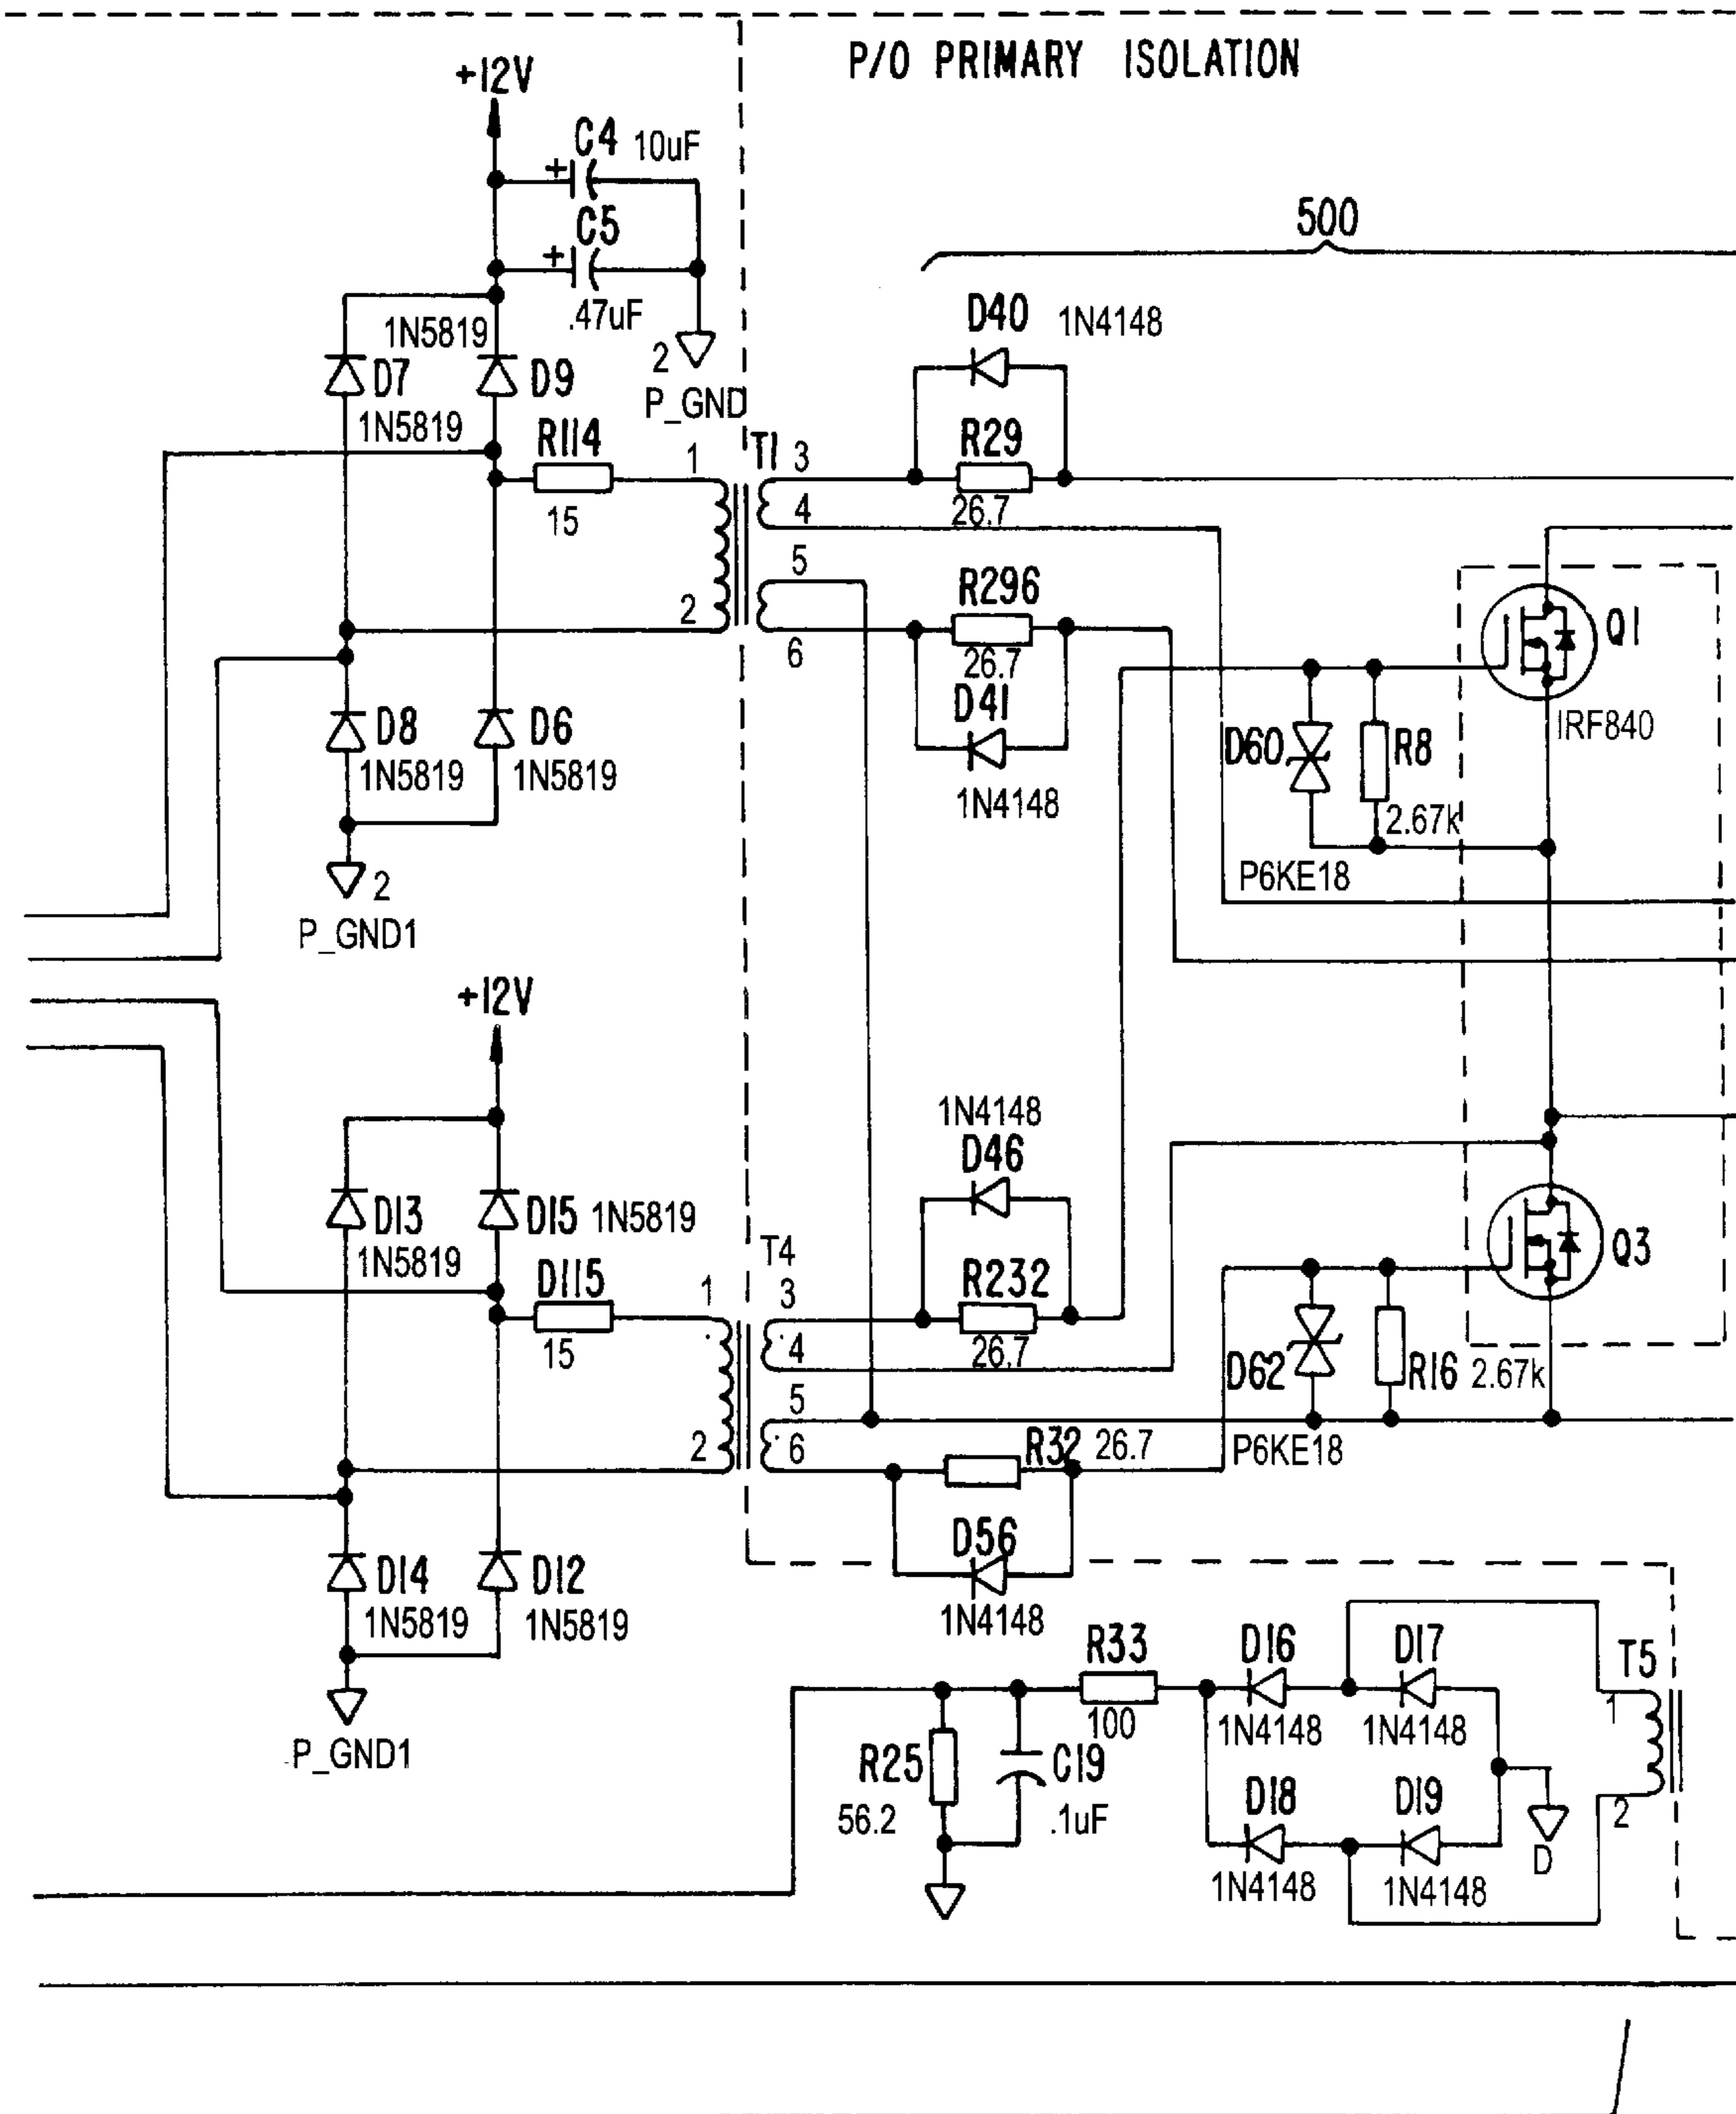 P/O PRIMARY ISOLATION
+12V
C4 10uF
C5
.47uF
500
1N5819
D7
1N5819
D9
2
P_GND
D40 1N4148
R114
15
1
2
T1
3
4
5
6
R29
26.7
R296
26.7
D41
1N4148
Q1
IRF840
D60
R8
2.67k
P6KE18
D8
1N5819
D6
1N5819
2
P_GND1
+12V
1N4148
D46
D13
1N5819
D15 1N5819
D115
15
1
2
T4
3
4
5
6
R232
26.7
R32 26.7
D56
1N4148
Q3
D62
R16 2.67k
P6KE18
D14
1N5819
D12
1N5819
P_GND1
R33
100
D16
1N4148
D17
1N4148
T5
1
2
R25
56.2
C19
.1uF
D18
1N4148
D19
1N4148
D